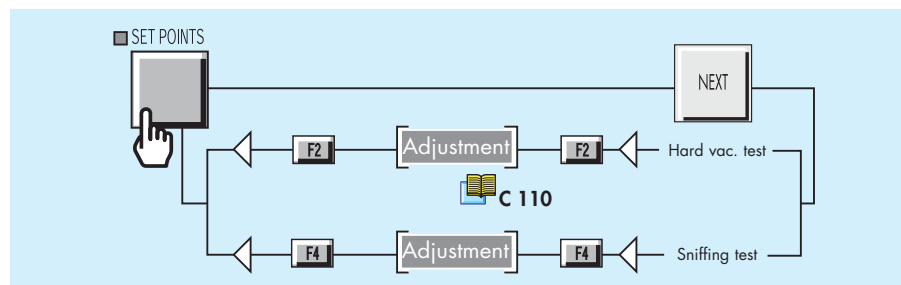 SET POINTS
NEXT
F2 Adjustment F2 Hard vac. test
C 110
F4 Adjustment F4 Sniffing test